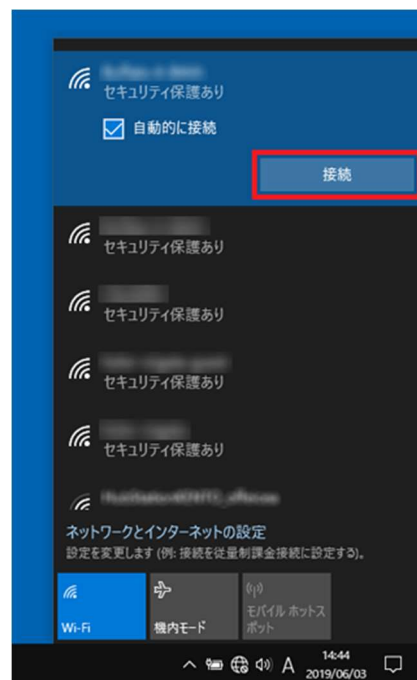 セキュリティ保護あり
自動的に接続
接続
セキュリティ保護あり
セキュリティ保護あり
セキュリティ保護あり
セキュリティ保護あり
ネットワークとインターネットの設定
設定を変更します (例: 接続を従量制課金接続に設定する)。
Wi-Fi
機内モード
モバイル ホットス
ポット
A
14:44
2019/06/03